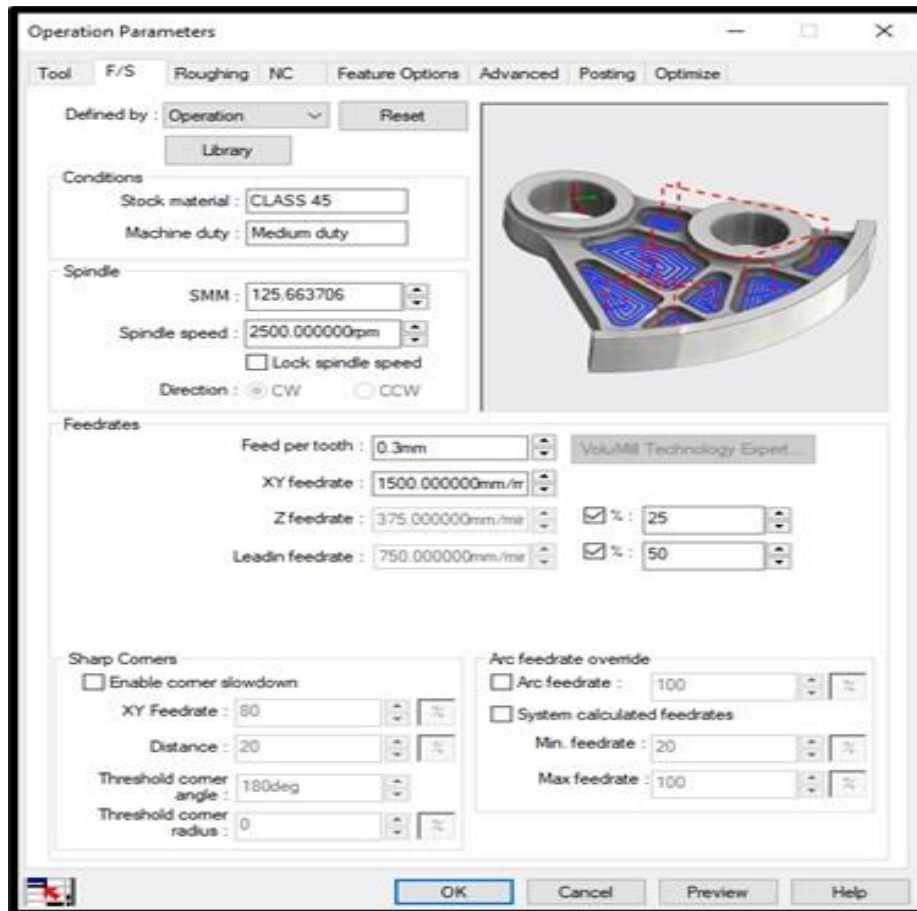 Operation Parameters
Tool F/S Roughing NC Feature Options Advanced Posting Optimize
Defined by : Operation Reset
Library
Conditions
Stock material : CLASS 45
Machine duty : Medium duty
Spindle
SMM : 125.663706
Spindle speed : 2500.000000rpm
Lock spindle speed
Direction : CW CCW
Feedrates
Feed per tooth : 0.3mm VoluMill Technology Expert...
XY feedrate : 1500.000000mm/m
Z feedrate : 375.000000mm/min % : 25
Leadin feedrate : 750.000000mm/min % : 50
Sharp Corners
Enable corner slowdown
XY Feedrate : 80 %
Distance : 20 %
Threshold corner
angle : 180deg
Threshold corner
radius : 0 %
Arc feedrate override
Arc feedrate : 100 %
System calculated feedrates
Min. feedrate : 20 %
Max feedrate : 100 %
OK Cancel Preview Help